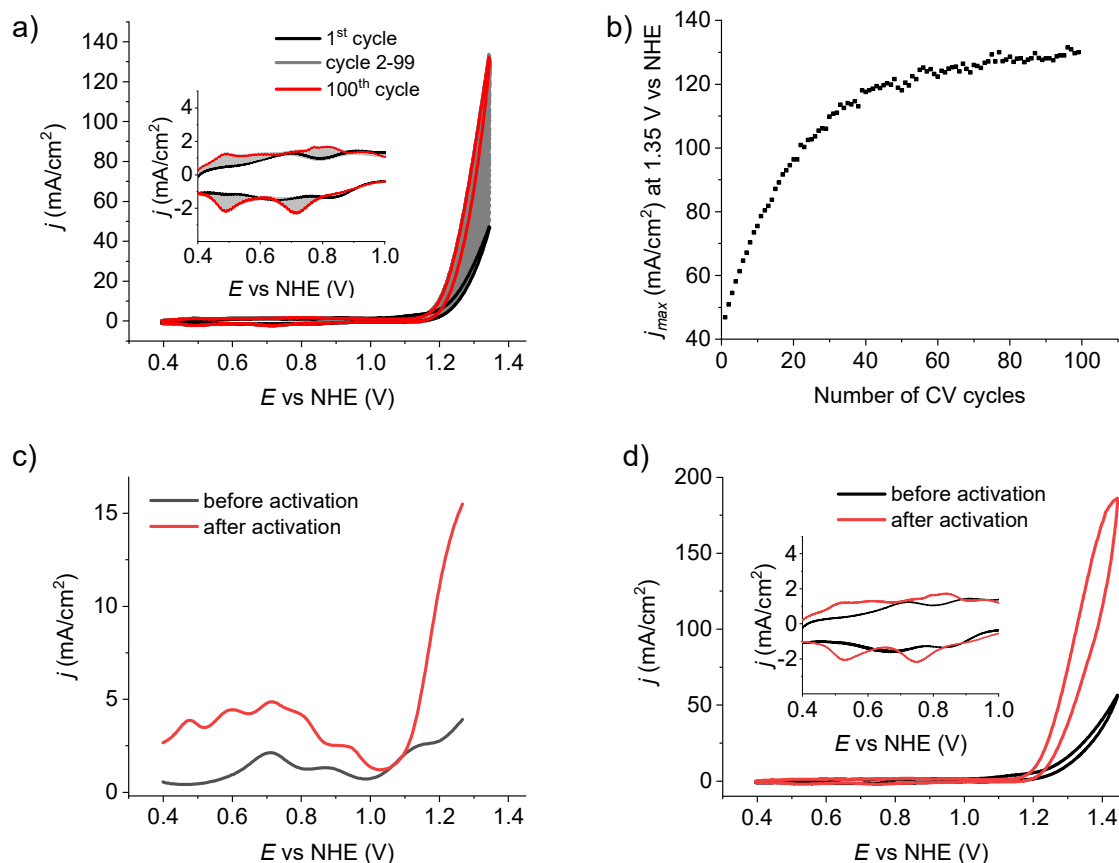 a)
j (mA/cm²)
140
120
100
80
60
40
20
0
0.4 0.6 0.8 1.0 1.2 1.4
E vs NHE (V)
1st cycle
cycle 2-99
100th cycle
j (mA/cm²)
4
2
0
-2
0.4 0.6 0.8 1.0
E vs NHE (V)
b)
jmax (mA/cm²) at 1.35 V vs NHE
140
120
100
80
60
40
0 20 40 60 80 100
Number of CV cycles
c)
j (mA/cm²)
15
10
5
0
before activation
after activation
0.4 0.6 0.8 1.0 1.2 1.4
E vs NHE (V)
d)
j (mA/cm²)
200
150
100
50
0
before activation
after activation
j (mA/cm²)
4
2
0
-2
0.4 0.6 0.8 1.0
E vs NHE (V)
0.4 0.6 0.8 1.0 1.2 1.4
E vs NHE (V)